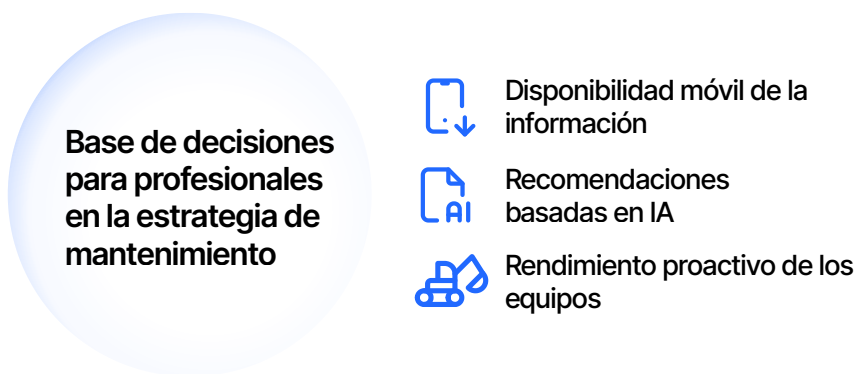 Base de decisiones
para profesionales
en la estrategia de
mantenimiento
Disponibilidad móvil de la
información
AI
Recomendaciones
basadas en IA
Rendimiento proactivo de los
equipos